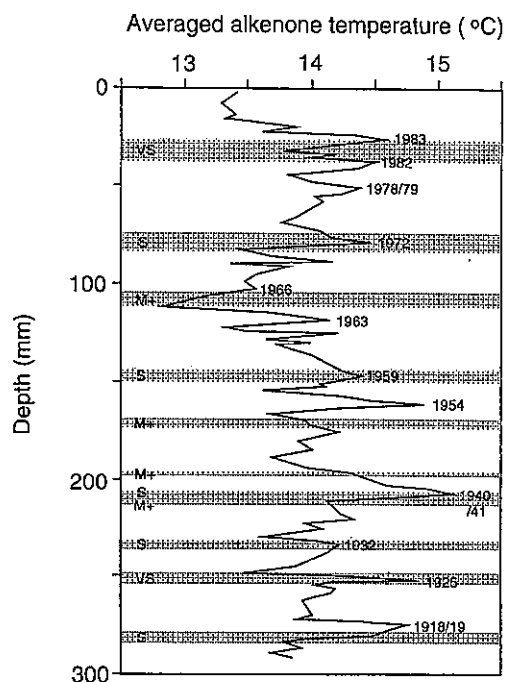 Averaged alkenone temperature ( °C)
13 14 15
0
1983
VS
1982
1978/79
S 1972
100
1966
M+
1963
S 1959
1954
M+
M+
200
S 1940
M+ /41
S 1932
VS 1925
1918/19
S
300
Depth (mm)